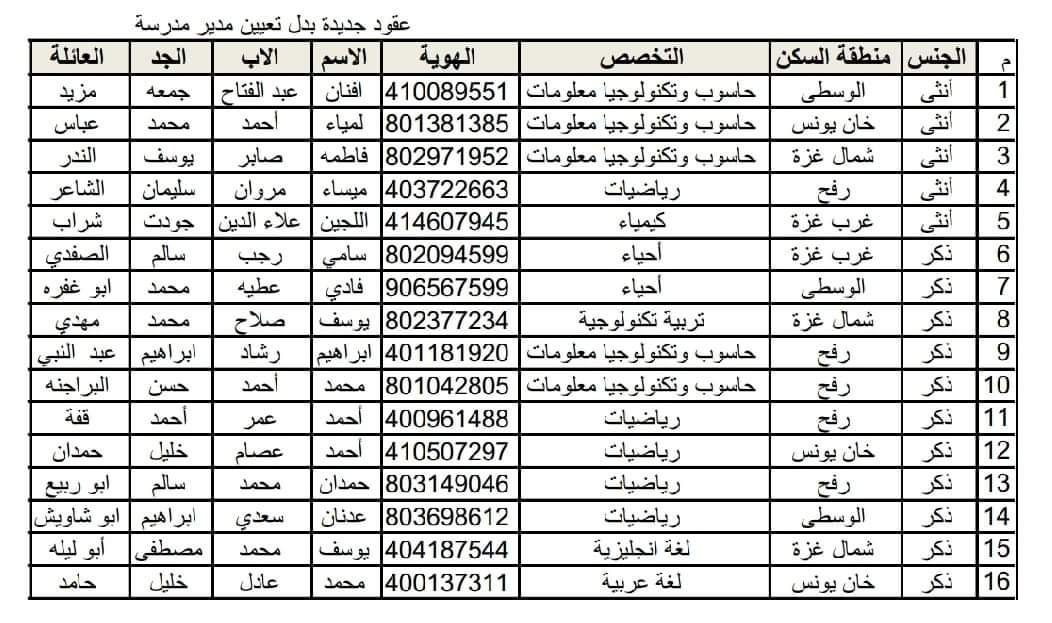 عقود جديدة بدل تعيين مدير مدرسة
م الجنس منطقة السكن التخصص الهوية الاسم الاب الجد العائلة
1 أنثى الوسطى حاسوب وتكنولوجيا معلومات 410089551 افنان عبد الفتاح جمعه مزيد
2 أنثى خان يونس حاسوب وتكنولوجيا معلومات 801381385 لمياء أحمد محمد عباس
3 أنثى شمال غزة حاسوب وتكنولوجيا معلومات 802971952 فاطمه صابر يوسف الندر
4 أنثى رفح رياضيات 403722663 ميساء مروان سليمان الشاعر
5 أنثى غرب غزة كيمياء 414607945 اللجين علاء الدين جودت شراب
6 ذكر غرب غزة أحياء 802094599 سامي رجب سالم الصفدي
7 ذكر الوسطى أحياء 906567599 فادي عطيه محمد ابو غفره
8 ذكر شمال غزة تربية تكنولوجية 802377234 يوسف صلاح محمد مهدي
9 ذكر رفح حاسوب وتكنولوجيا معلومات 401181920 ابراهيم رشاد ابراهيم عبد النبي
10 ذكر رفح حاسوب وتكنولوجيا معلومات 801042805 محمد أحمد حسن البراجنه
11 ذكر رفح رياضيات 400961488 أحمد عمر أحمد قفة
12 ذكر خان يونس رياضيات 410507297 أحمد عصام خليل حمدان
13 ذكر رفح رياضيات 803149046 حمدان محمد سالم ابو ربيع
14 ذكر الوسطى رياضيات 803698612 عدنان سعدي ابراهيم ابو شاويش
15 ذكر شمال غزة لغة انجليزية 404187544 يوسف محمد مصطفى أبو ليله
16 ذكر خان يونس لغة عربية 400137311 محمد عادل خليل حامد